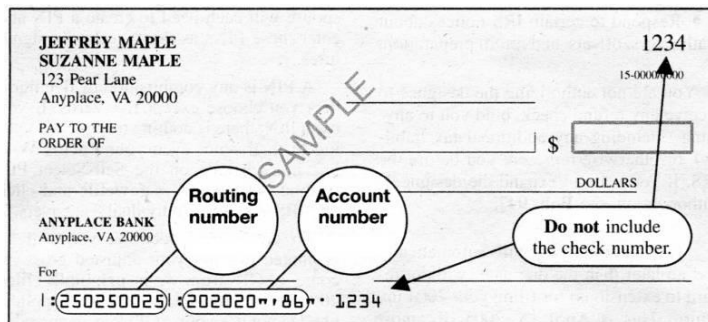 JEFFREY MAPLE
SUZANNE MAPLE
123 Pear Lane
Anyplace, VA 20000
1234
15-00000/0000
SAMPLE
PAY TO THE
ORDER OF
$
DOLLARS
Routing
number
Account
number
ANYPLACE BANK
Anyplace, VA 20000
Do not include
the check number.
For
|:250250025|:202020"'86"' 1234